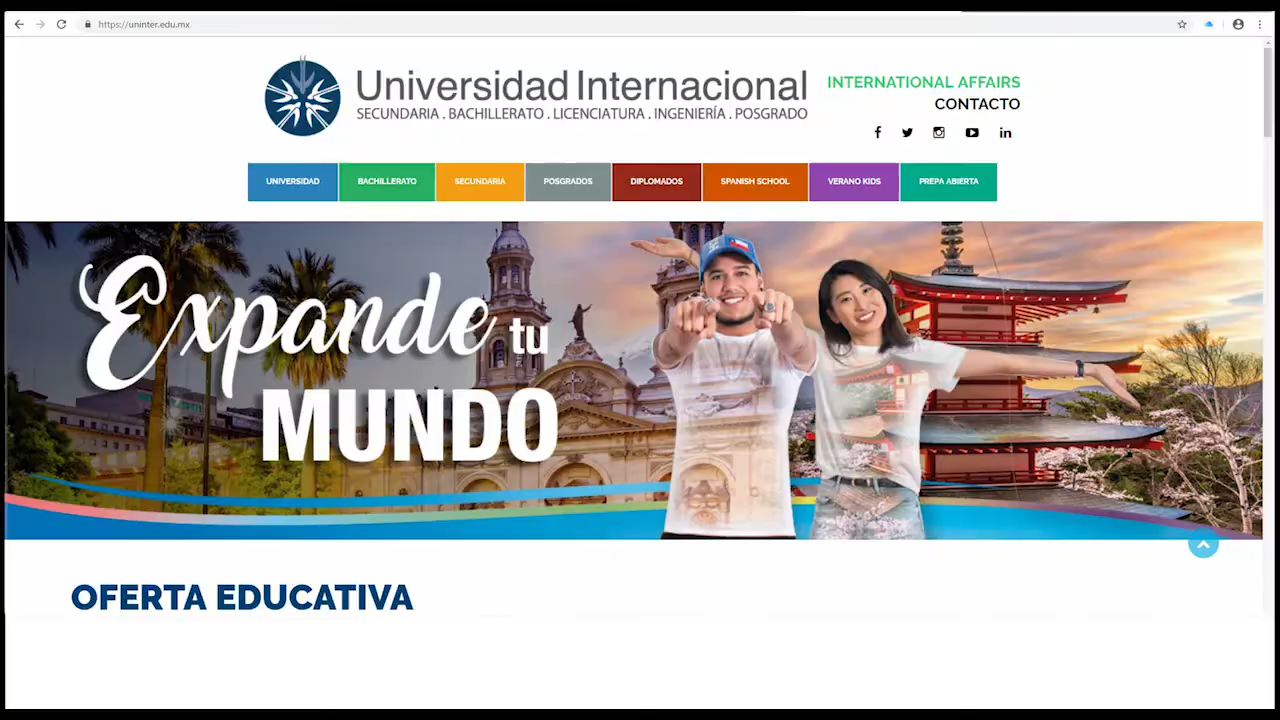 https://uninter.edu.mx
Universidad Internacional
SECUNDARIA . BACHILLERATO . LICENCIATURA . INGENIERÍA . POSGRADO
INTERNATIONAL AFFAIRS
CONTACTO
UNIVERSIDAD
BACHILLERATO
SECUNDARIA
POSGRADOS
DIPLOMADOS
SPANISH SCHOOL
VERANO KIDS
PREPA ABIERTA
Expande tu
MUNDO
OFERTA EDUCATIVA